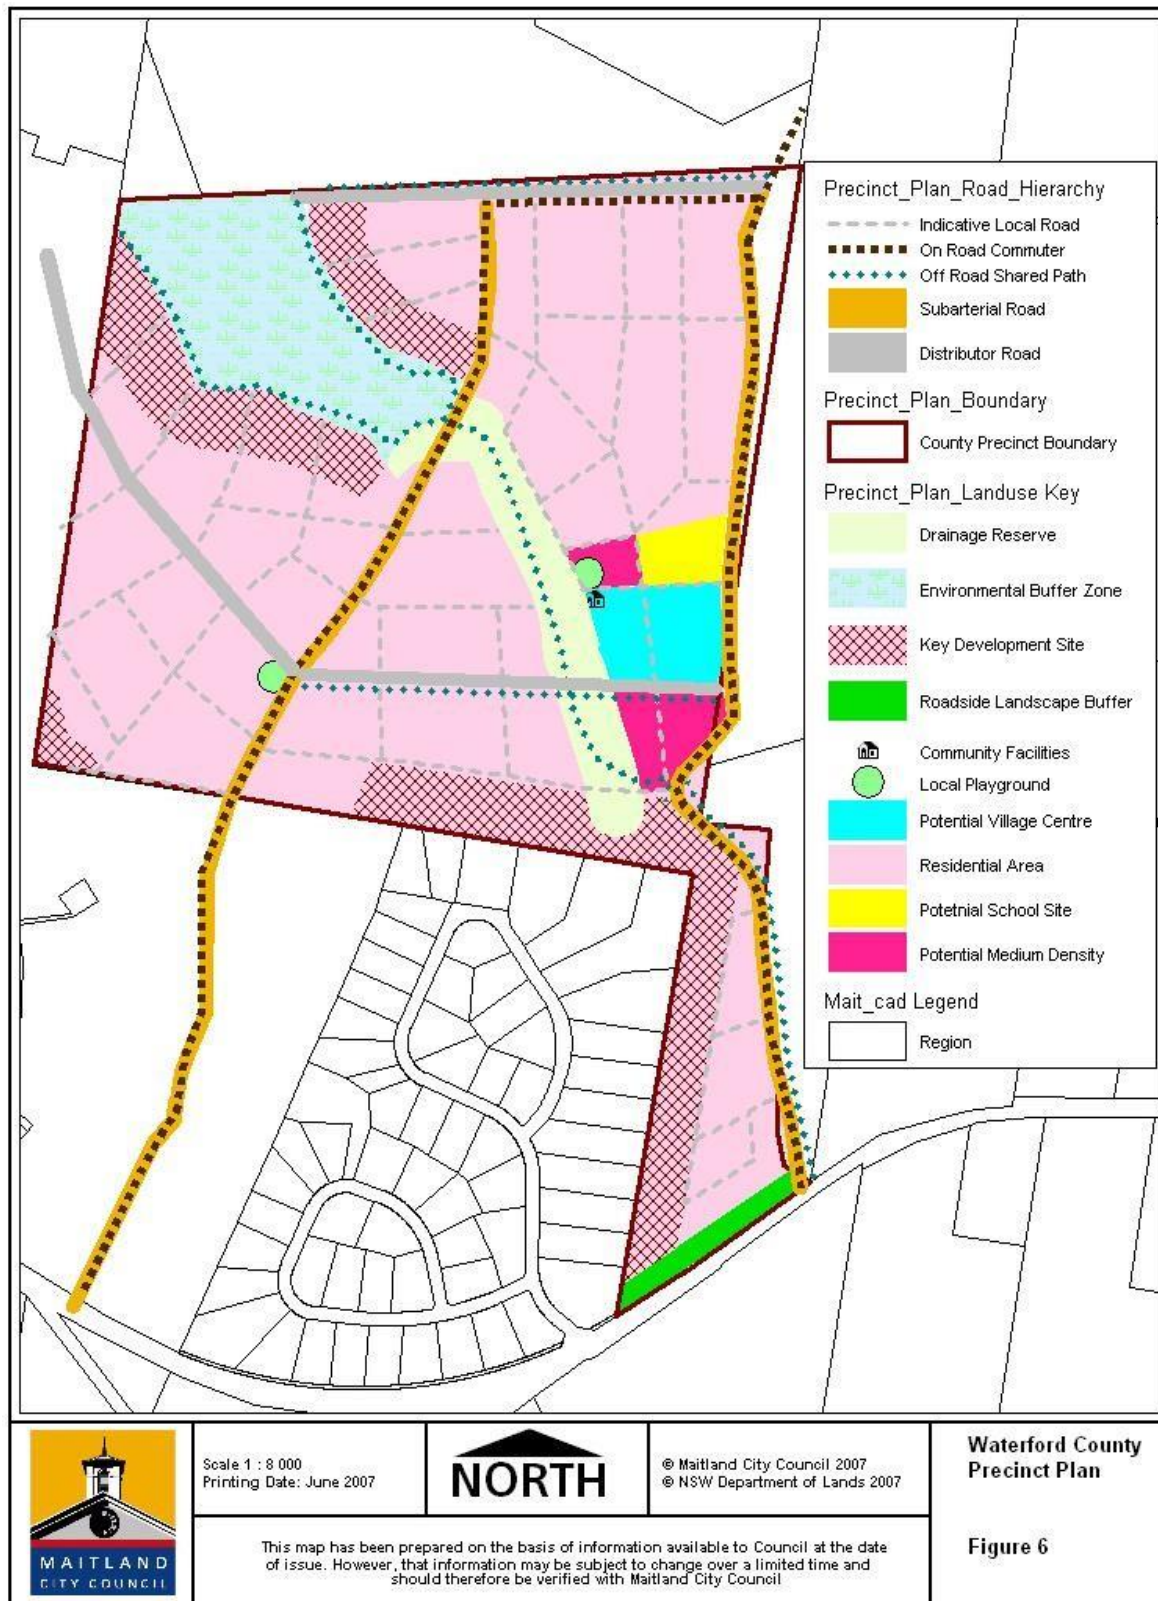 Precinct_Plan_Road_Hierarchy
Indicative Local Road
On Road Commuter
Off Road Shared Path
Subarterial Road
Distributor Road
Precinct_Plan_Boundary
County Precinct Boundary
Precinct_Plan_Landuse Key
Drainage Reserve
Environmental Buffer Zone
Key Development Site
Roadside Landscape Buffer
Community Facilities
Local Playground
Potential Village Centre
Residential Area
Potetnial School Site
Potential Medium Density
Mait_cad Legend
Region
MAITLAND
CITY COUNCIL
Scale 1 : 8 000
Printing Date: June 2007
NORTH
© Maitland City Council 2007
© NSW Department of Lands 2007
This map has been prepared on the basis of information available to Council at the date
of issue. However, that information may be subject to change over a limited time and
should therefore be verified with Maitland City Council
Waterford County
Precinct Plan
Figure 6